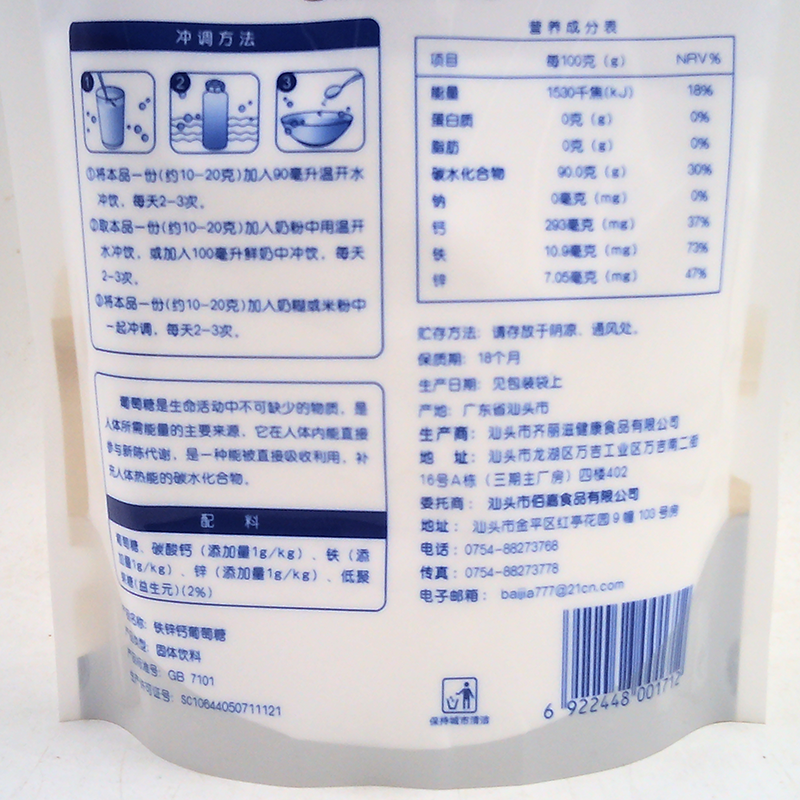 冲调方法
1 2 3
①将本品一份(约10-20克)加入90毫升温开水
冲饮，每天2-3次。
②取本品一份(约10-20克)加入奶粉中用温开
水冲饮，或加入100毫升鲜奶中冲饮，每天
2-3次。
③将本品一份(约10-20克)加入奶糊或米粉中
一起冲调，每天2-3次。
葡萄糖是生命活动中不可缺少的物质，是
人体所需能量的主要来源，它在人体内能直接
参与新陈代谢，是一种能被直接吸收利用，补
充人体热能的碳水化合物。
配 料
葡萄糖、碳酸钙（添加量1g/kg）、铁（添
加量1g/kg）、锌（添加量1g/kg）、低聚
糖(益生元)(2%)
产品名称：铁锌钙葡萄糖
产品类型：固体饮料
产品标准号：GB 7101
生产许可证号：SC10644050711121
营养成分表
项目 每100克（g） NRV%
能量 1530千焦(kJ) 18%
蛋白质 0克（g） 0%
脂肪 0克（g） 0%
碳水化合物 90.0克（g） 30%
钠 0毫克（mg） 0%
钙 293毫克（mg） 37%
铁 10.9毫克（mg） 73%
锌 7.05毫克（mg） 47%
贮存方法：请存放于阴凉、通风处。
保质期：18个月
生产日期：见包装袋上
产地：广东省汕头市
生产商：汕头市齐丽滋健康食品有限公司
地 址：汕头市龙湖区万吉工业区万吉南二街
16号A栋（三期主厂房）四楼402
委托商：汕头市佰嘉食品有限公司
地址：汕头市金平区红亭花园9幢103号房
电话：0754-88273768
传真：0754-88273778
电子邮箱：baijia777@21cn.com
保持城市清洁
6 922448 001712